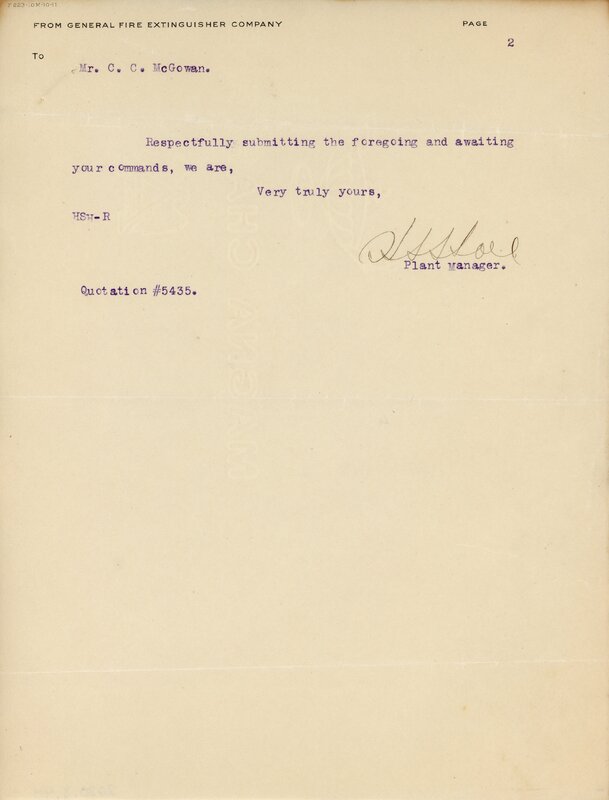 FROM GENERAL FIRE EXTINGUISHER COMPANY PAGE
2
To
Mr. C. C. McGowan.
Respectfully submitting the foregoing and awaiting
your commands, we are,
Very truly yours,
HSW-R
Plant Manager.
Quotation #5435.